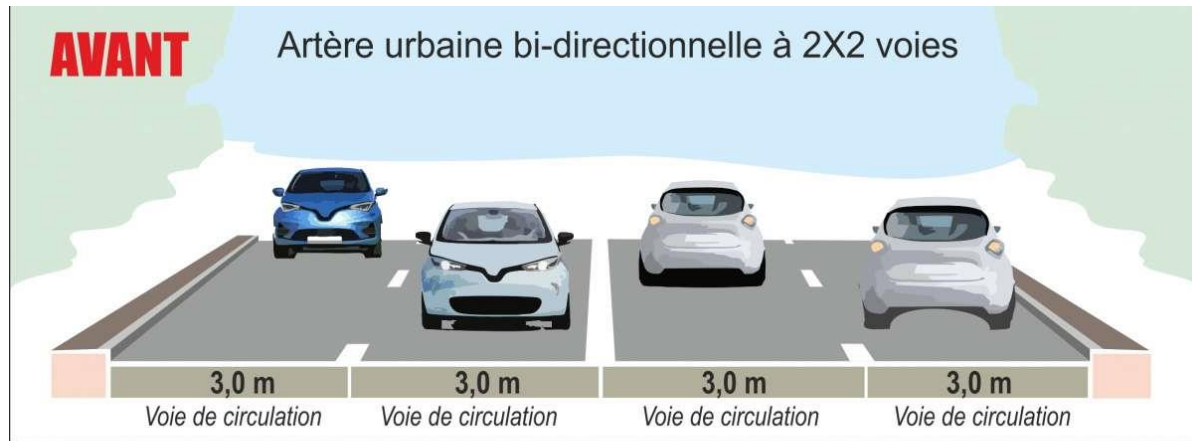 AVANT
Artère urbaine bi-directionnelle à 2X2 voies
3,0 m 3,0 m 3,0 m 3,0 m
Voie de circulation Voie de circulation Voie de circulation Voie de circulation